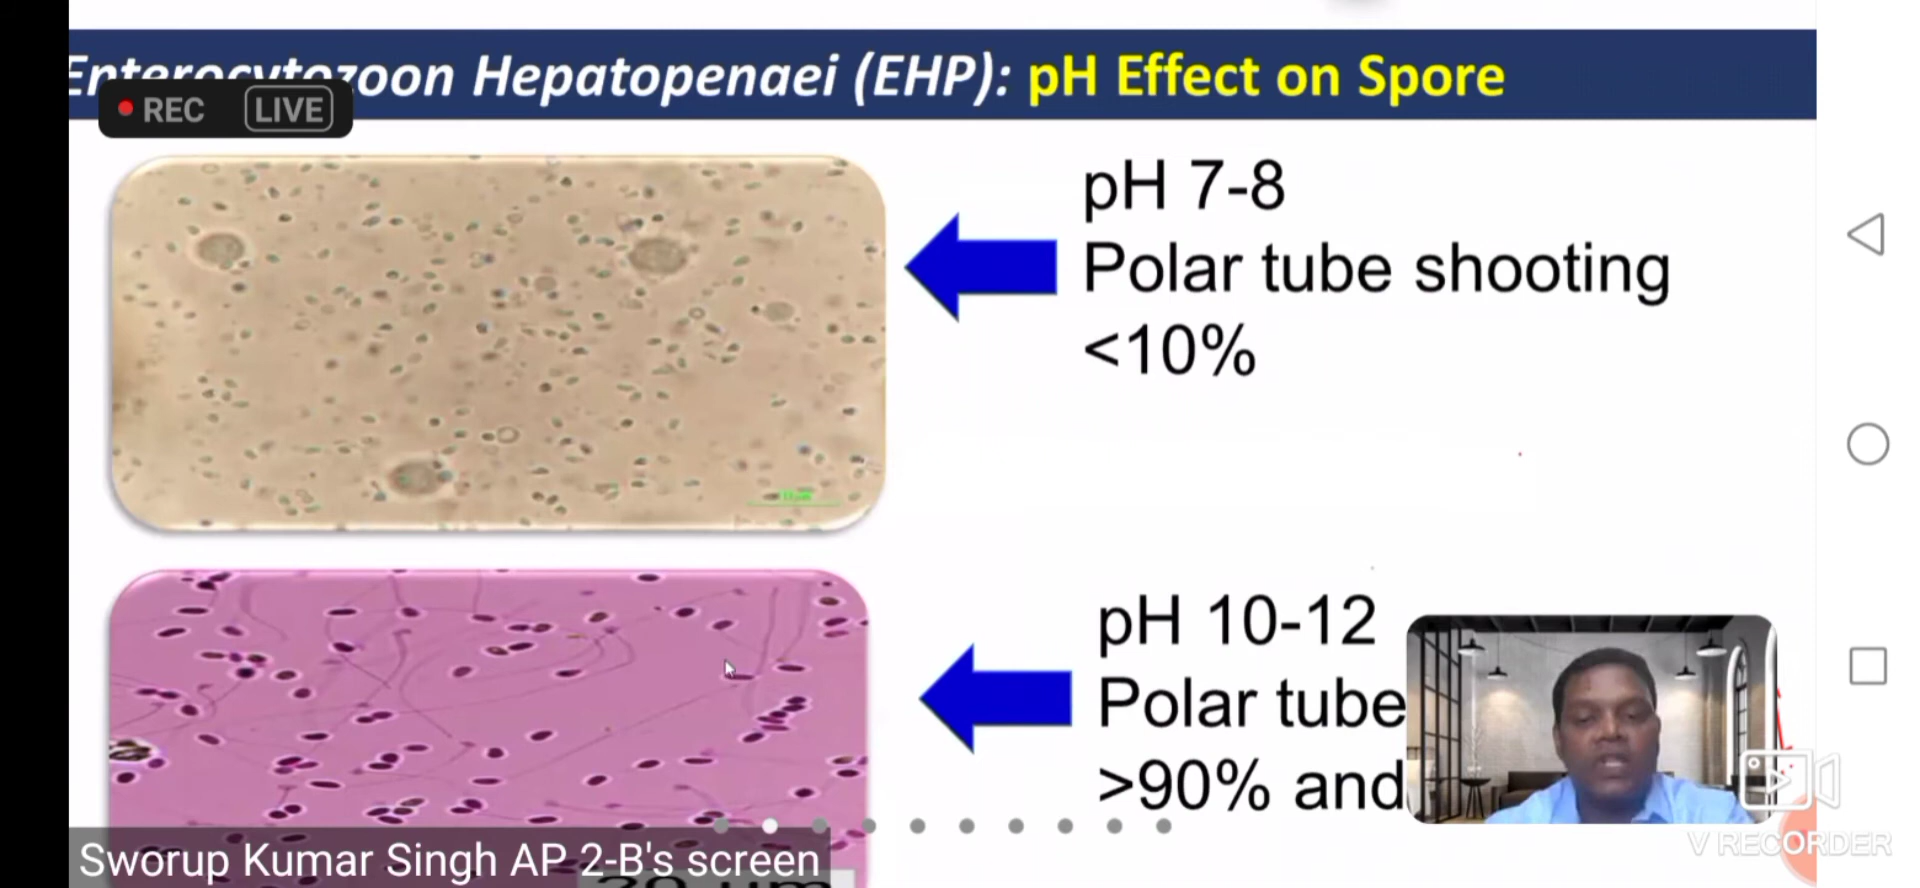 Enterocytozoon Hepatopenaei (EHP): pH Effect on Spore
REC LIVE
pH 7-8
Polar tube shooting
<10%
pH 10-12
Polar tube
>90% and
V RECORDER
Sworup Kumar Singh AP 2-B's screen